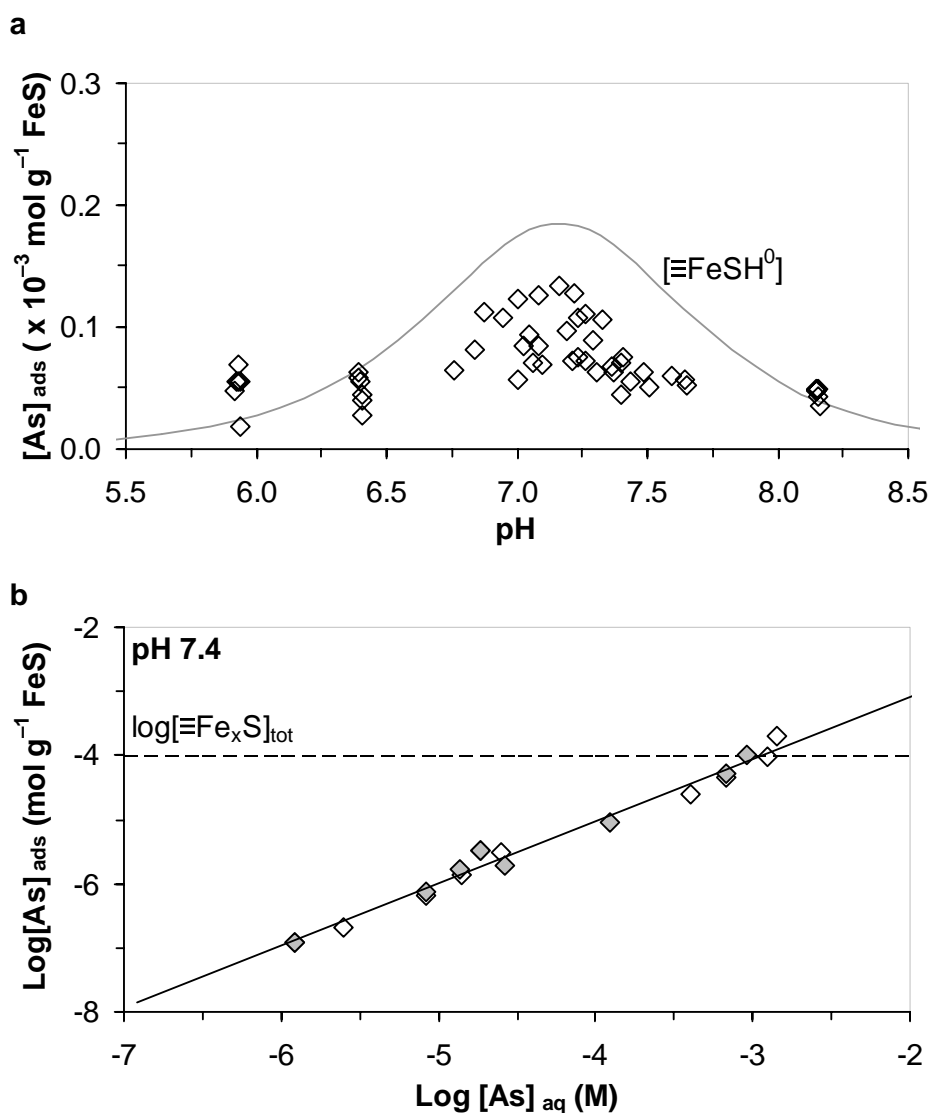 a
[As] ads ( x 10⁻³ mol g⁻¹ FeS)
0.3
0.2
0.1
0.0
[≡FeSH⁰]
5.5 6.0 6.5 7.0 7.5 8.0 8.5
pH
b
Log[As] ads (mol g⁻¹ FeS)
-2
pH 7.4
log[≡FeₓS]tot
-4
-6
-8
-7 -6 -5 -4 -3 -2
Log [As] aq (M)